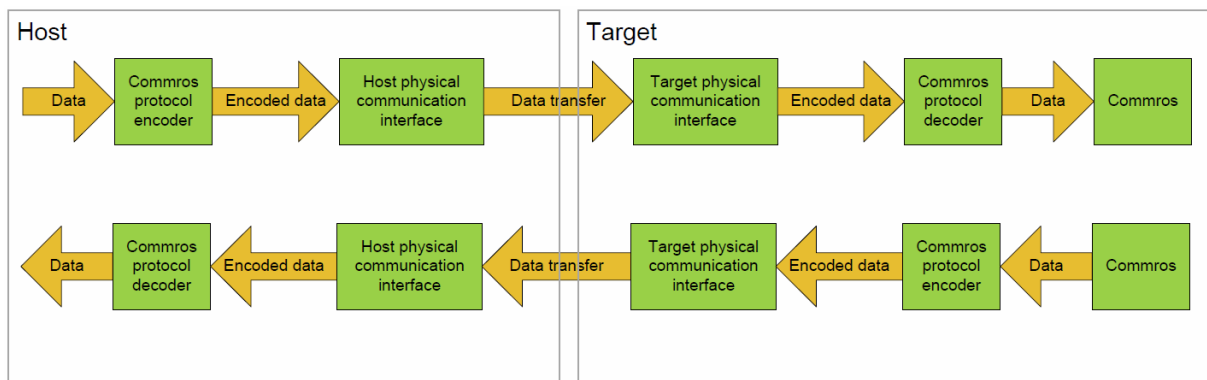 Host
Target
Data
Commros
protocol
encoder
Encoded data
Host physical
communication
interface
Data transfer
Target physical
communication
interface
Encoded data
Commros
protocol
decoder
Data
Commros
Data
Commros
protocol
decoder
Encoded data
Host physical
communication
interface
Data transfer
Target physical
communication
interface
Encoded data
Commros
protocol
encoder
Data
Commros